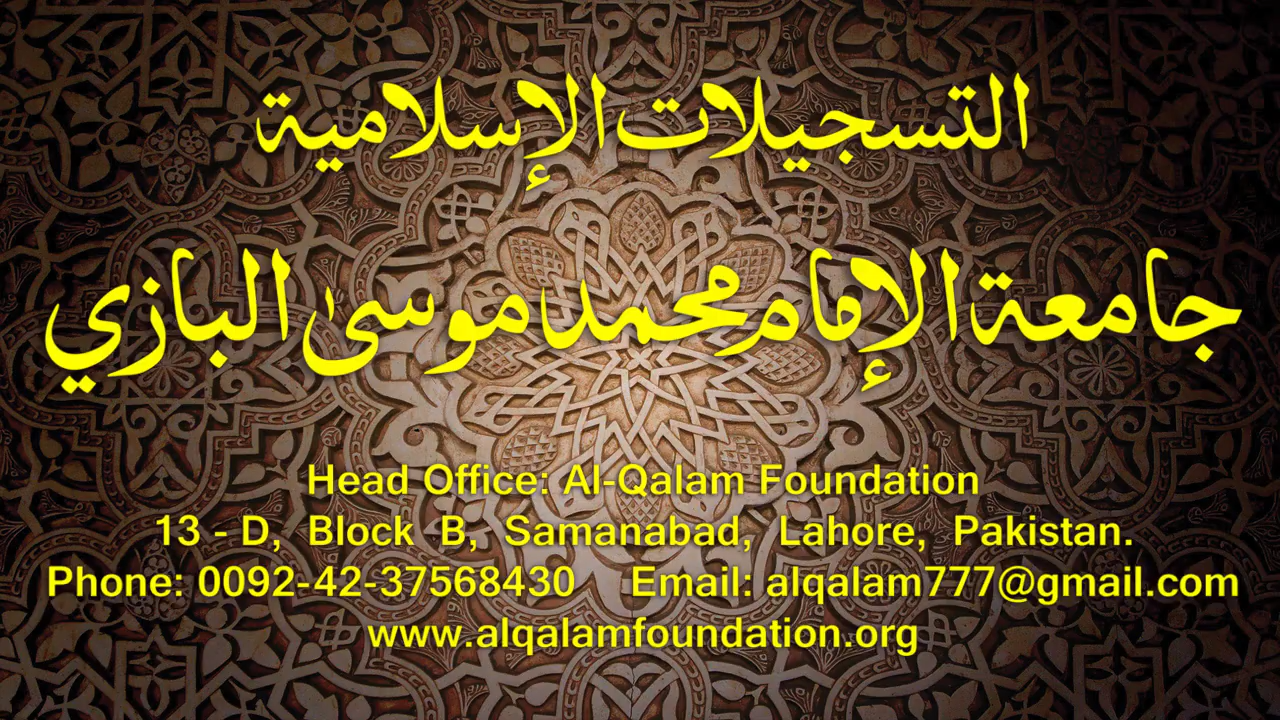 التسجيلات الإسلامية
جامعة الإمام محمد موسىٰ البازي
Head Office: Al-Qalam Foundation
13 - D, Block B, Samanabad, Lahore, Pakistan.
Phone: 0092-42-37568430 Email: alqalam777@gmail.com
www.alqalamfoundation.org